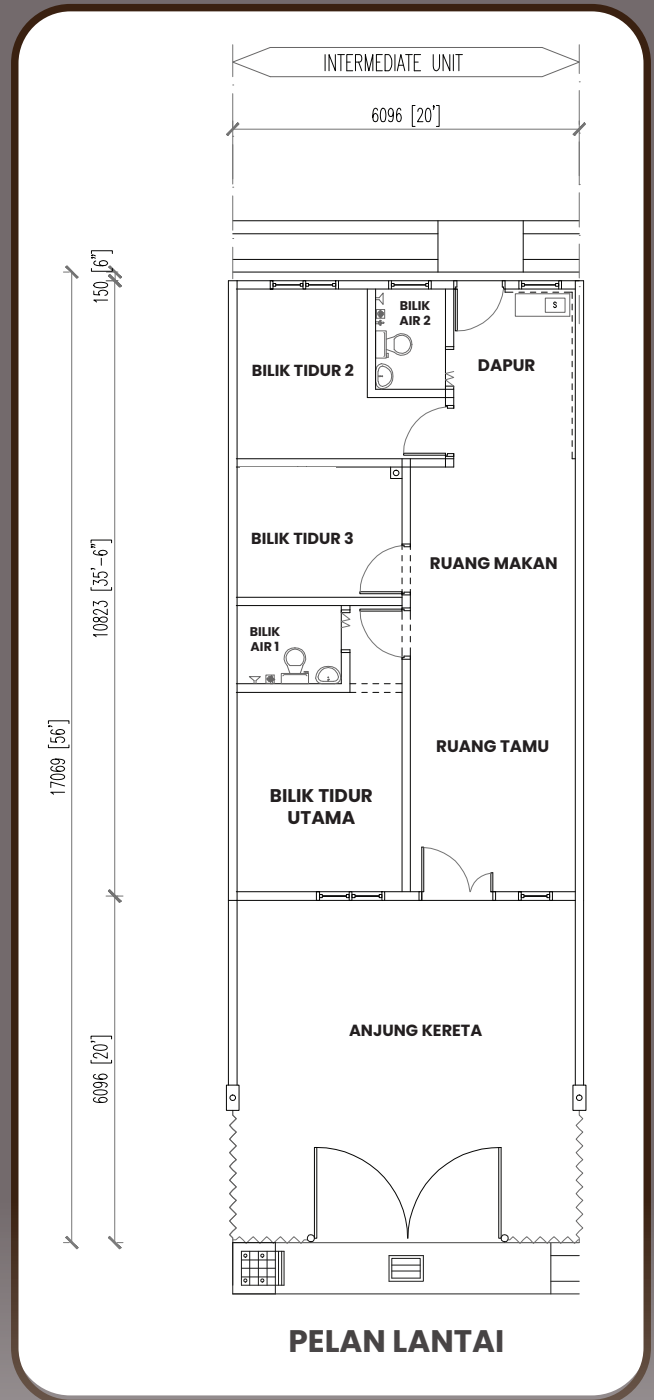 INTERMEDIATE UNIT
6096 [20']
150 [6"]
BILIK
AIR 2
S
BILIK TIDUR 2
DAPUR
BILIK TIDUR 3
RUANG MAKAN
10823 [35'-6"]
BILIK
AIR 1
17069 [56']
RUANG TAMU
BILIK TIDUR
UTAMA
ANJUNG KERETA
6096 [20']
PELAN LANTAI